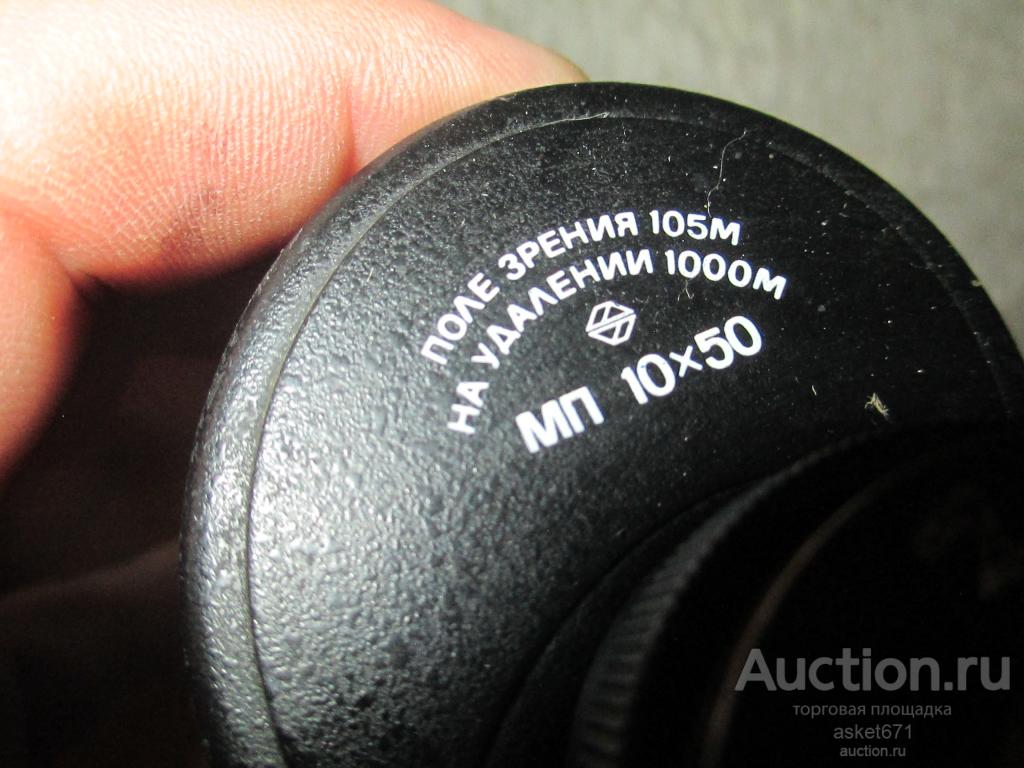 ПОЛЕ ЗРЕНИЯ 105М
НА УДАЛЕНИИ 1000М
МП 10×50
Auction.ru
торговая площадка
asket671
auction.ru